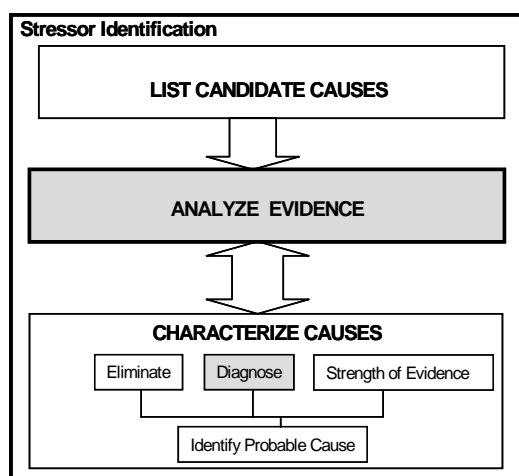 Stressor Identification
LIST CANDIDATE CAUSES
ANALYZE EVIDENCE
CHARACTERIZE CAUSES
Eliminate
Diagnose
Strength of Evidence
Identify Probable Cause